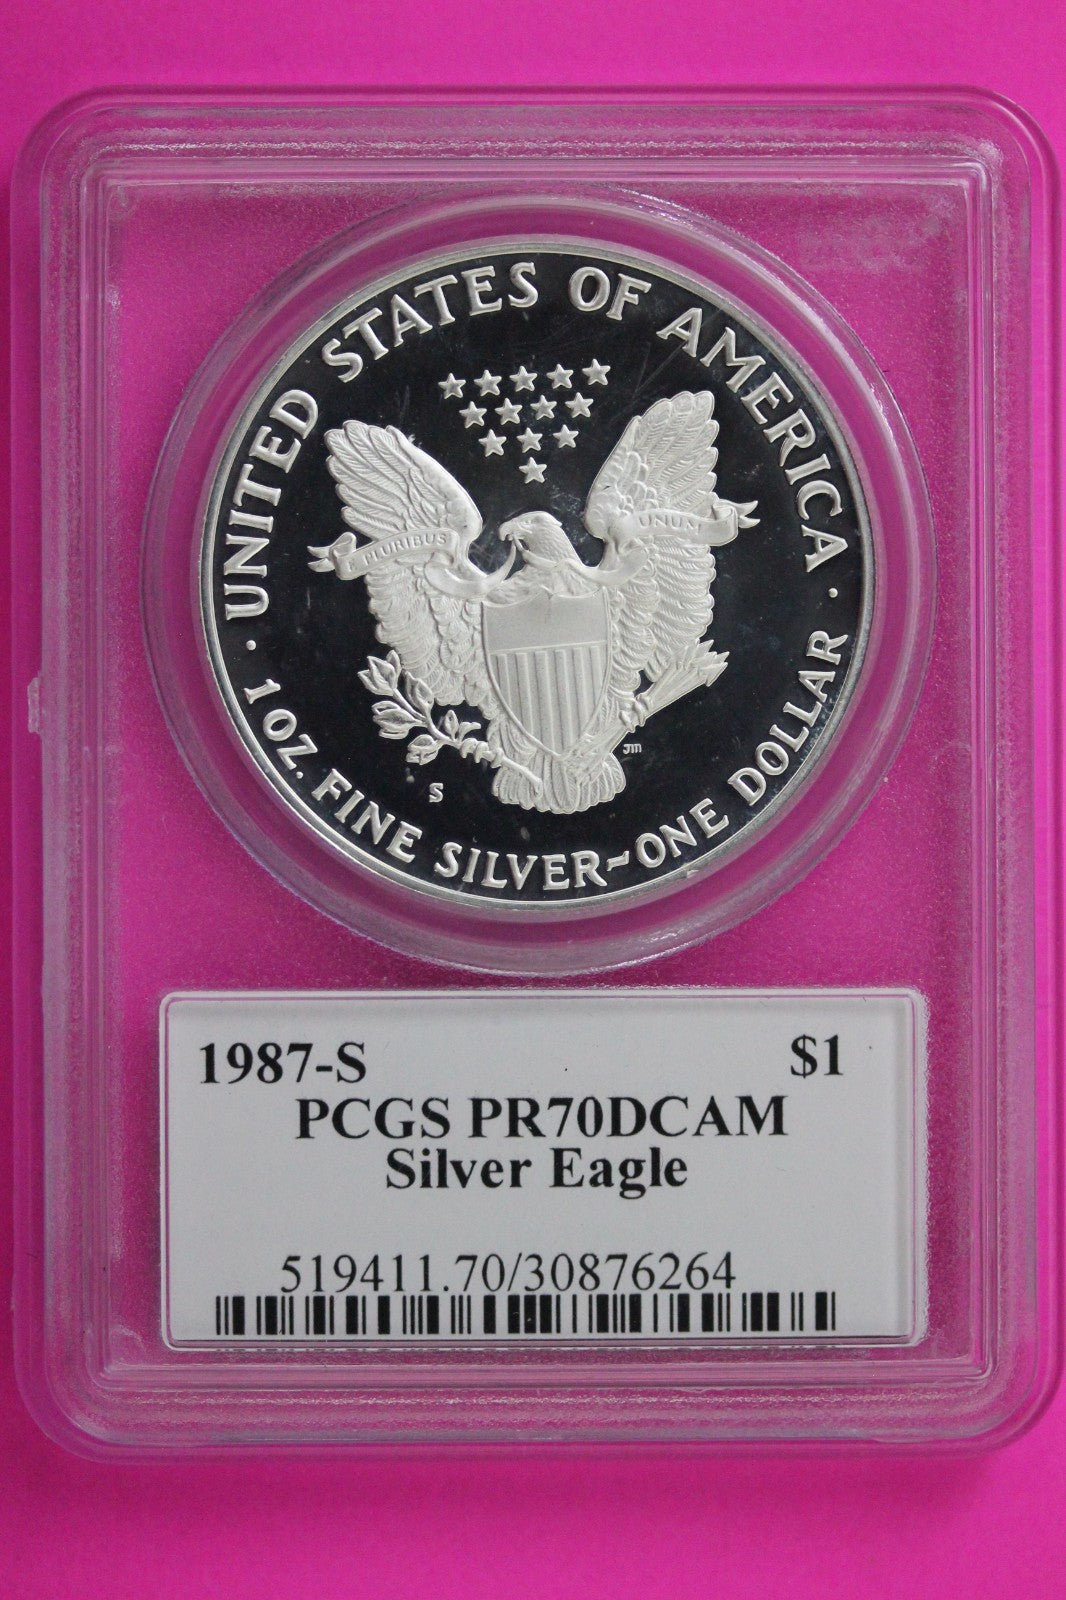 UNITED STATES OF AMERICA
E PLURIBUS UNUM
JM
S
1 OZ. FINE SILVER~ONE DOLLAR
1987-S $1
PCGS PR70DCAM
Silver Eagle
519411.70/30876264